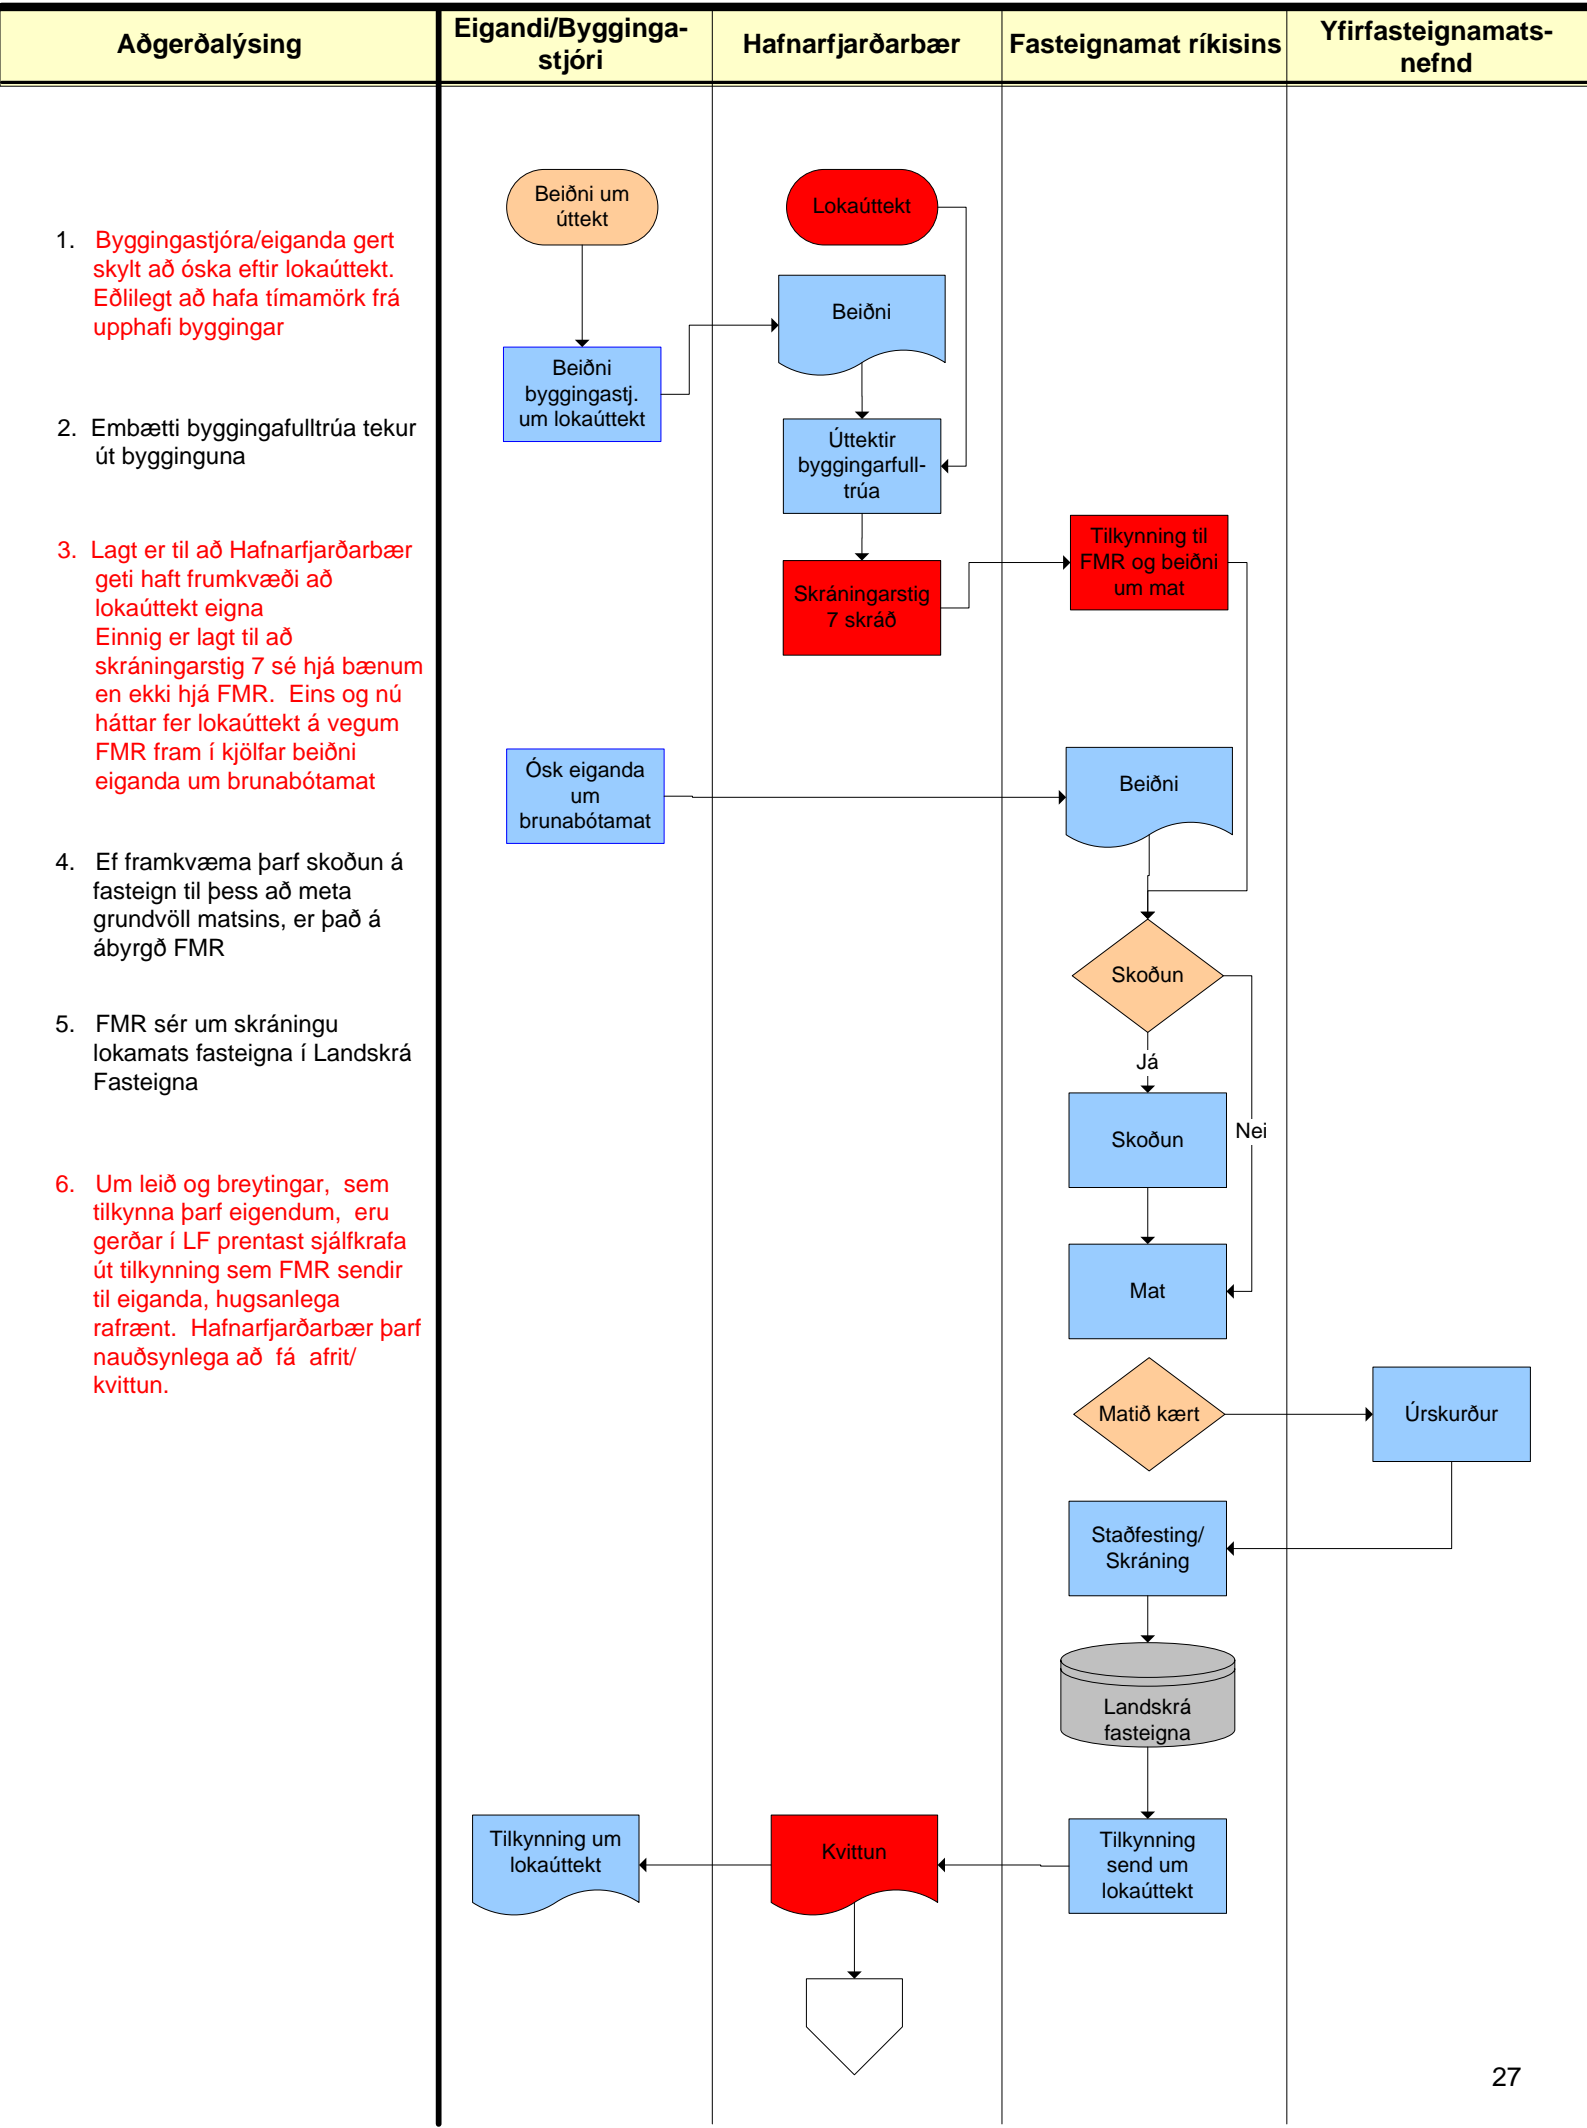 Aðgerðalýsing
Eigandi/Bygginga-
stjóri
Hafnarfjarðarbær
Fasteignamat ríkisins
Yfirfasteignamats-
nefnd
1. Byggingastjóra/eiganda gert
skylt að óska eftir lokaúttekt.
Eðlilegt að hafa tímamörk frá
upphafi byggingar
2. Embætti byggingafulltrúa tekur
út bygginguna
3. Lagt er til að Hafnarfjarðarbær
geti haft frumkvæði að
lokaúttekt eigna
Einnig er lagt til að
skráningarstig 7 sé hjá bænum
en ekki hjá FMR. Eins og nú
háttar fer lokaúttekt á vegum
FMR fram í kjölfar beiðni
eiganda um brunabótamat
4. Ef framkvæma þarf skoðun á
fasteign til þess að meta
grundvöll matsins, er það á
ábyrgð FMR
5. FMR sér um skráningu
lokamats fasteigna í Landskrá
Fasteigna
6. Um leið og breytingar, sem
tilkynna þarf eigendum, eru
gerðar í LF prentast sjálfkrafa
út tilkynning sem FMR sendir
til eiganda, hugsanlega
rafrænt. Hafnarfjarðarbær þarf
nauðsynlega að fá afrit/
kvittun.
Beiðni um
úttekt
Lokaúttekt
Beiðni
Beiðni
byggingastj.
um lokaúttekt
Úttektir
byggingarfull-
trúa
Skráningarstig
7 skráð
Tilkynning til
FMR og beiðni
um mat
Ósk eiganda
um
brunabótamat
Beiðni
Skoðun
Já
Nei
Skoðun
Mat
Matið kært
Úrskurður
Staðfesting/
Skráning
Landskrá
fasteigna
Tilkynning um
lokaúttekt
Kvittun
Tilkynning
send um
lokaúttekt
27